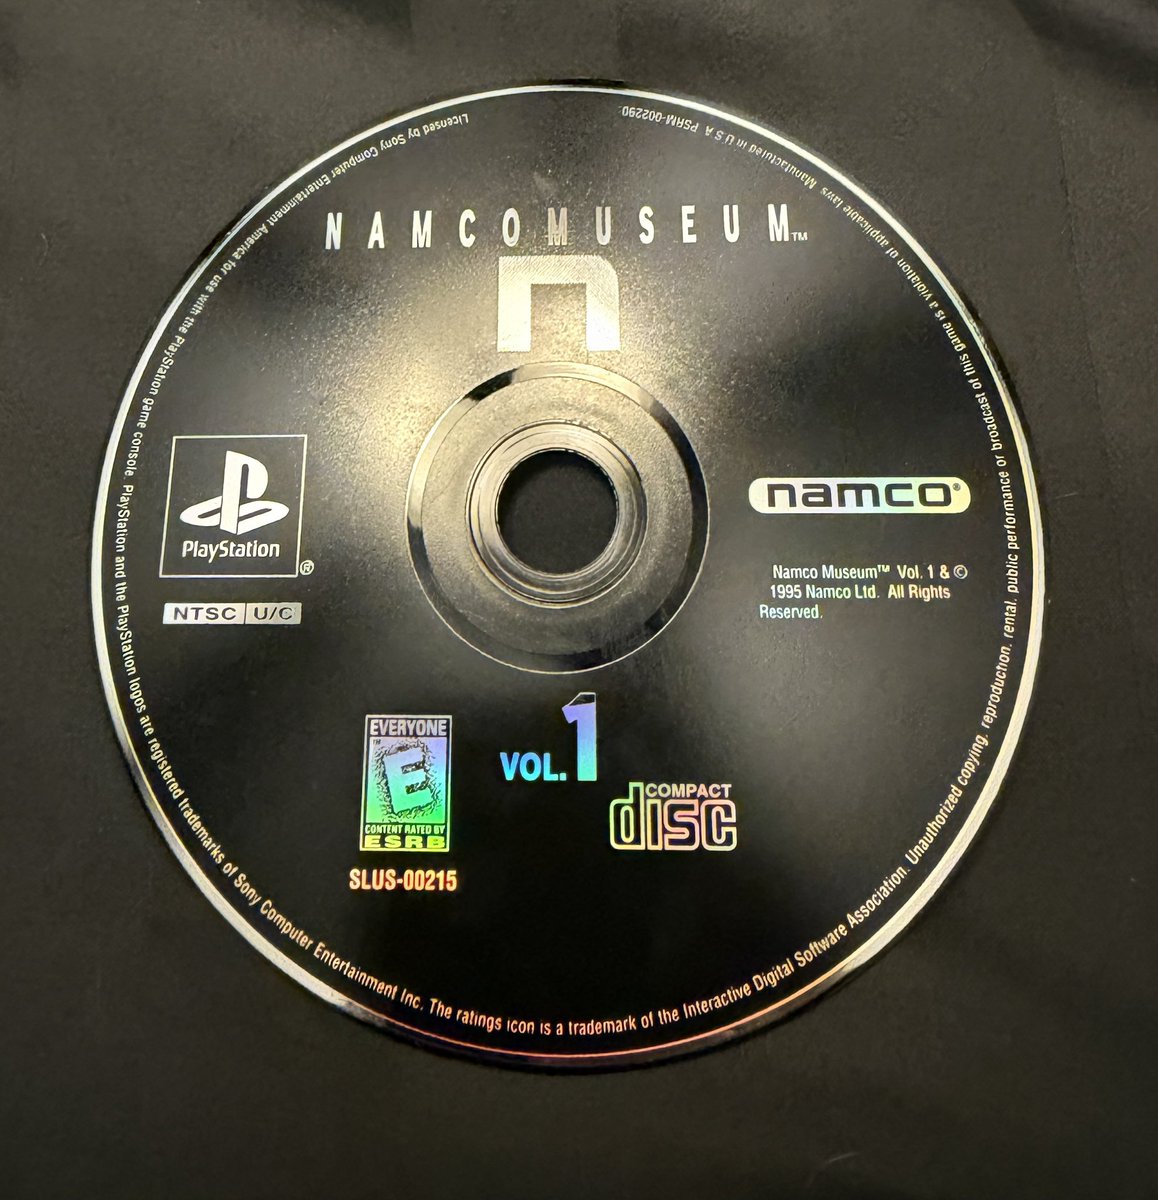 NAMCO MUSEUM™
n
PlayStation®
NTSC U/C
namco®
Namco Museum™ Vol. 1 & ©
1995 Namco Ltd. All Rights
Reserved.
EVERYONE
™
E
CONTENT RATED BY
ESRB
SLUS-00215
VOL.1
COMPACT
disc
Licensed by Sony Computer Entertainment America for use with the PlayStation game console. PlayStation and the PlayStation logos are registered trademarks of Sony Computer Entertainment Inc. The ratings icon is a trademark of the Interactive Digital Software Association. Unauthorized copying, reproduction, rental, public performance or broadcast of this game is a violation of applicable laws. Manufactured in U.S.A. PSRM-002290